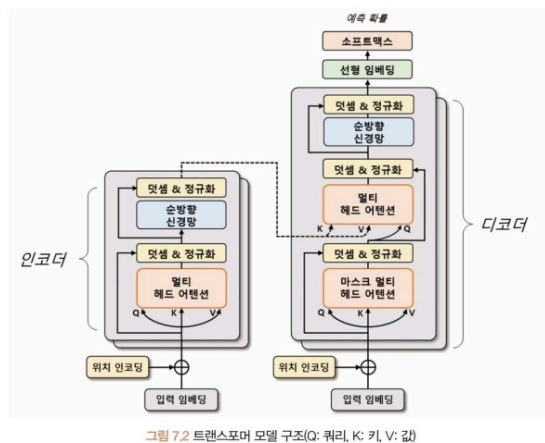 예측 확률
소프트맥스
선형 임베딩
덧셈 & 정규화
순방향
신경망
덧셈 & 정규화
멀티
헤드 어텐션
K
V
Q
덧셈 & 정규화
마스크 멀티
헤드 어텐션
Q
K
V
디코더
덧셈 & 정규화
순방향
신경망
덧셈 & 정규화
멀티
헤드 어텐션
Q
K
V
인코더
위치 인코딩
입력 임베딩
위치 인코딩
입력 임베딩
그림 7.2 트랜스포머 모델 구조(Q: 쿼리, K: 키, V: 값)